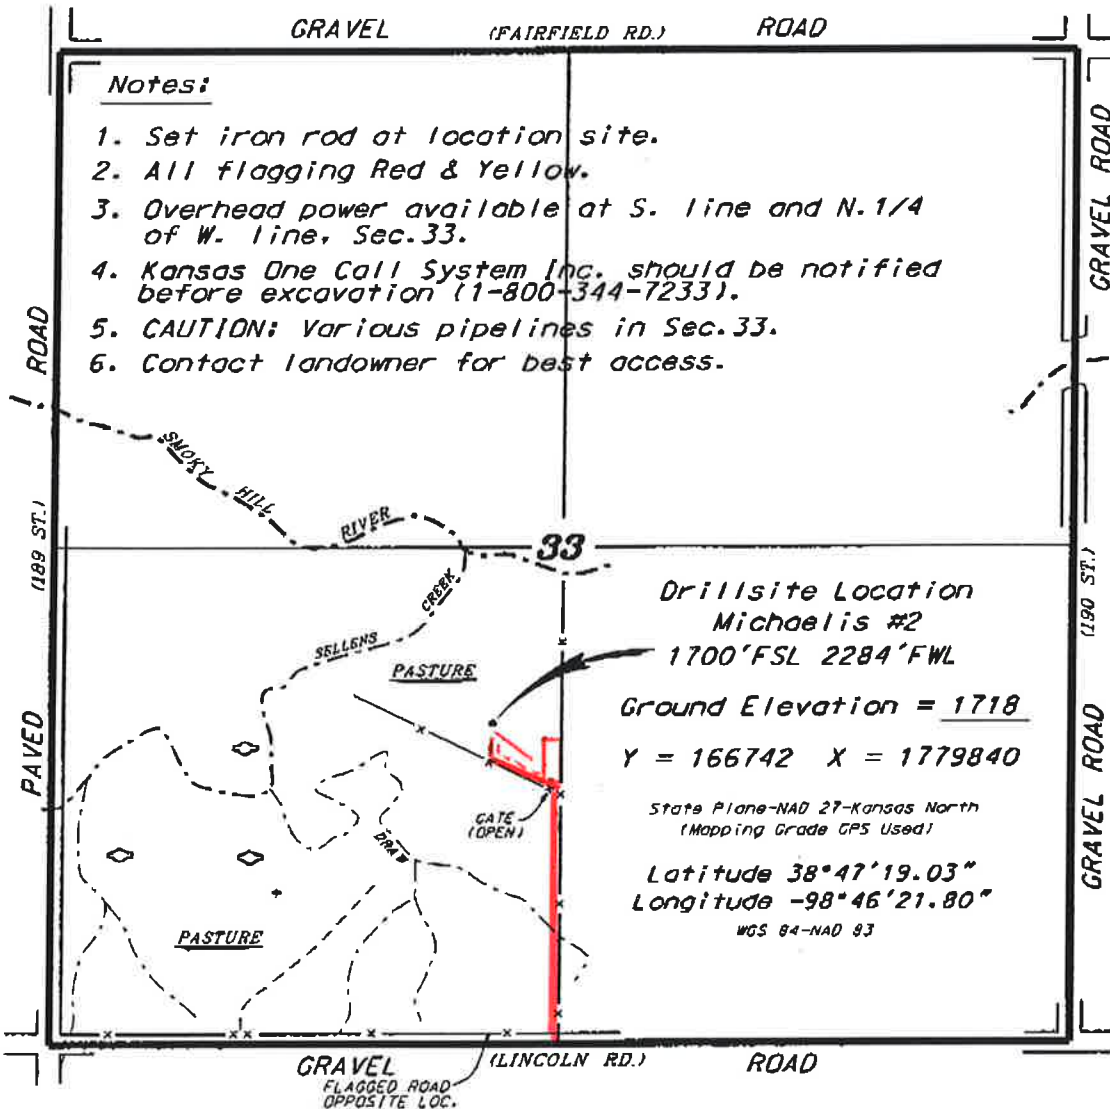 GRAVEL (FAIRFIELD RD.) ROAD
Notes:
1. Set iron rod at location site.
2. All flagging Red & Yellow.
3. Overhead power available at S. line and N.1/4
of W. line, Sec.33.
4. Kansas One Call System Inc. should be notified
before excavation (1-800-344-7233).
5. CAUTION: Various pipelines in Sec.33.
6. Contact landowner for best access.
GRAVEL ROAD
PAVED (189 ST.) ROAD
SMOKY HILL RIVER
33
SELLENS CREEK
PASTURE
Drillsite Location
Michaelis #2
1700'FSL 2284'FWL
Ground Elevation = 1718
Y = 166742 X = 1779840
State Plane-NAD 27-Kansas North
(Mapping Grade GPS Used)
Latitude 38°47'19.03"
Longitude -98°46'21.80"
WGS 84-NAD 83
(190 ST.)
GRAVEL ROAD
GATE
(OPEN)
DRAW
PASTURE
GRAVEL (LINCOLN RD.) ROAD
FLAGGED ROAD
OPPOSITE LOC.